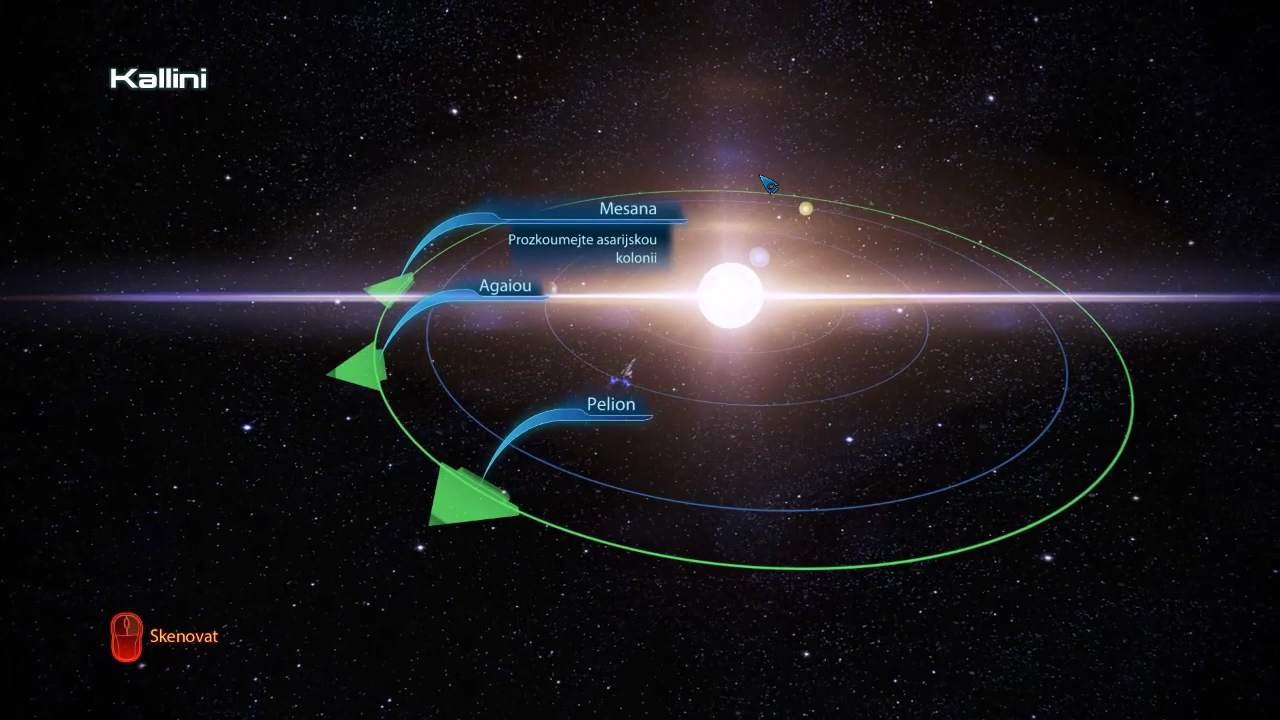 Kallini
Mesana
Prozkoumejte asarijskou
kolonii
Agaiou
Pelion
Skenovat